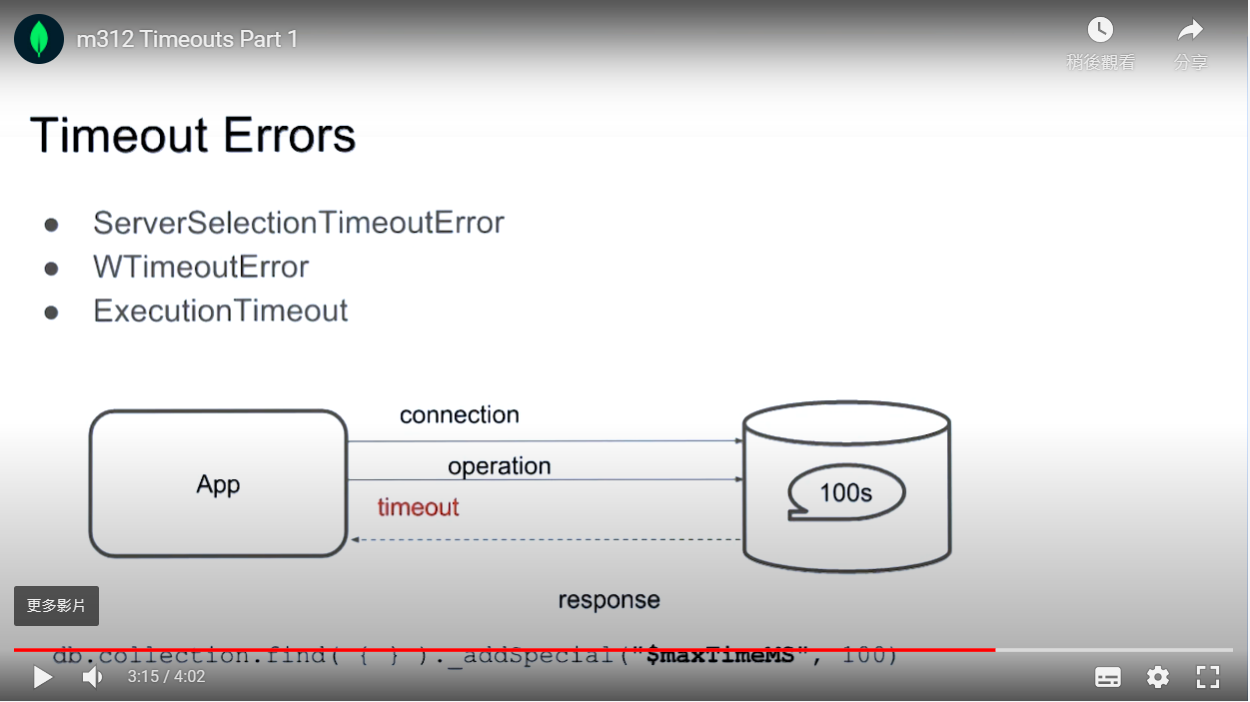 m312 Timeouts Part 1
稍後觀看
分享
Timeout Errors
● ServerSelectionTimeoutError
● WTimeoutError
● ExecutionTimeout
connection
operation
App
100s
timeout
response
更多影片
db.collection.find( { } )._addSpecial("$maxTimeMS", 100)
3:15 / 4:02